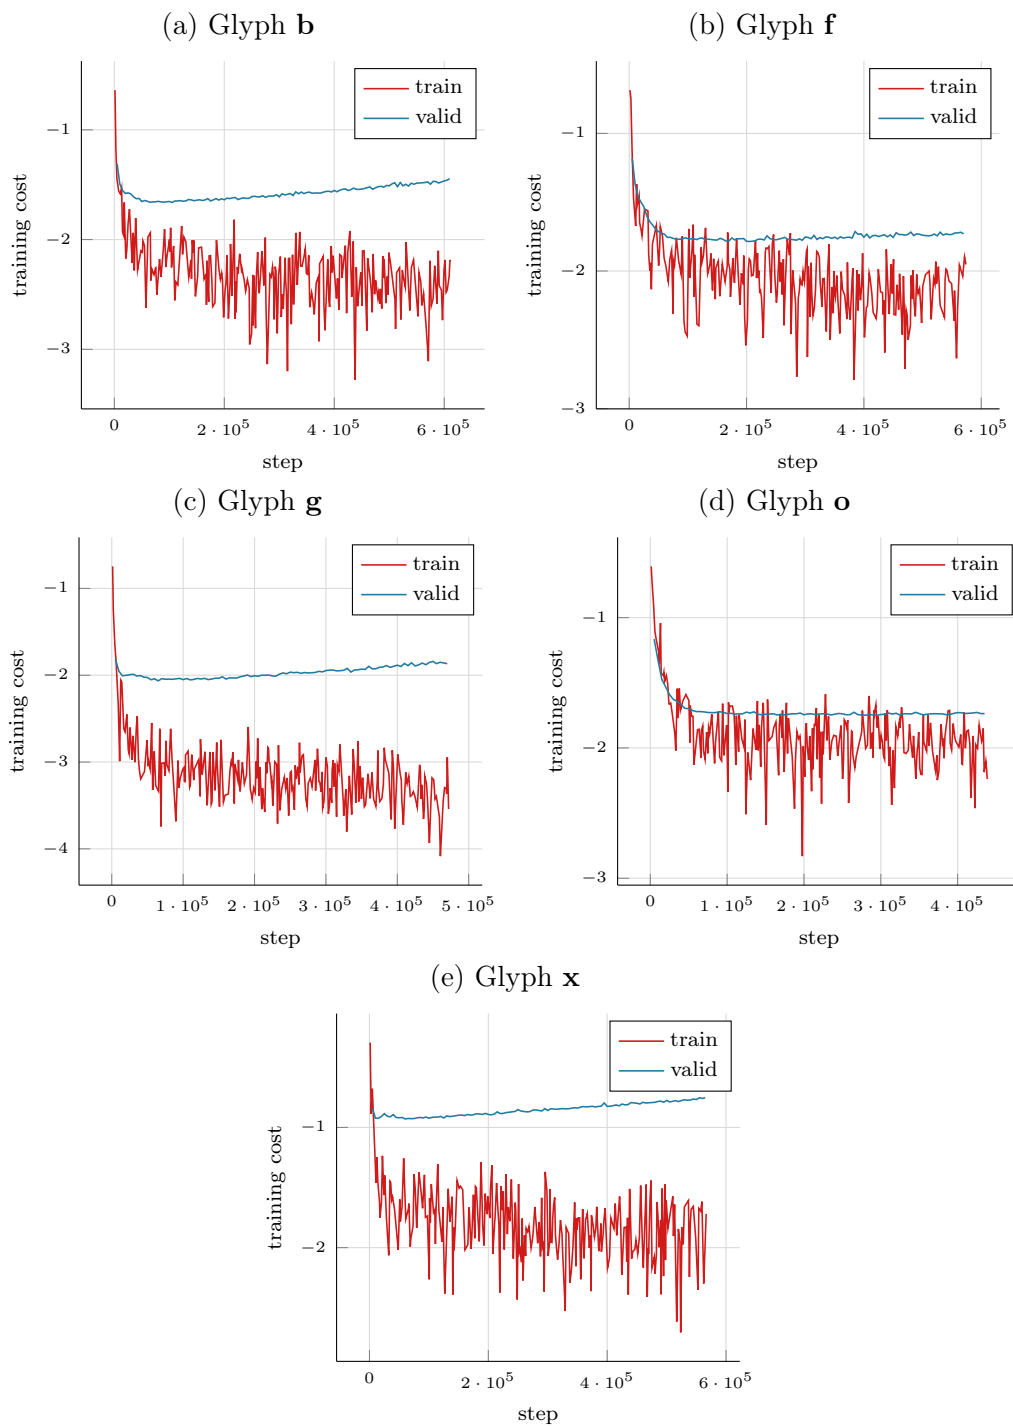 (a) Glyph b
train
valid
training cost
−1
−2
−3
0
2 · 10^5
4 · 10^5
6 · 10^5
step
(b) Glyph f
train
valid
training cost
−1
−2
−3
0
2 · 10^5
4 · 10^5
6 · 10^5
step
(c) Glyph g
train
valid
training cost
−1
−2
−3
−4
0
1 · 10^5
2 · 10^5
3 · 10^5
4 · 10^5
5 · 10^5
step
(d) Glyph o
train
valid
training cost
−1
−2
−3
0
1 · 10^5
2 · 10^5
3 · 10^5
4 · 10^5
step
(e) Glyph x
train
valid
training cost
−1
−2
0
2 · 10^5
4 · 10^5
6 · 10^5
step